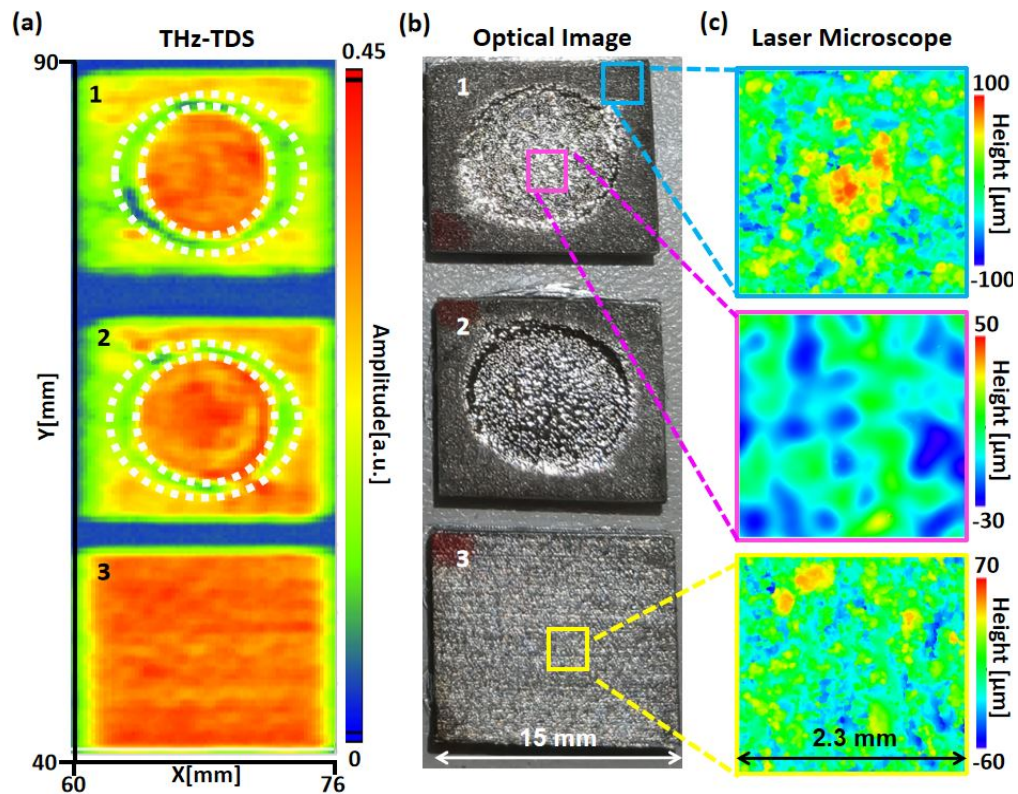 (a)
THz-TDS
90
1
2
3
Y[mm]
40
60
X[mm]
76
0.45
Amplitude[a.u.]
0
(b)
Optical Image
1
2
3
15 mm
(c)
Laser Microscope
100
Height [µm]
-100
50
Height [µm]
-30
70
Height [µm]
-60
2.3 mm